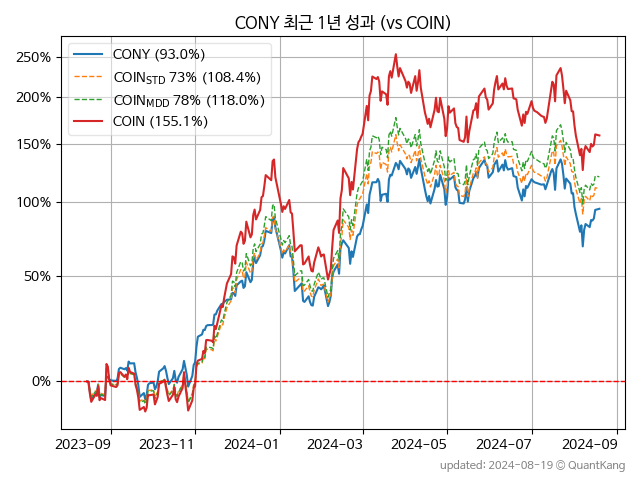 CONY 최근 1년 성과 (vs COIN)
CONY (93.0%)
COINSTD 73% (108.4%)
COINMDD 78% (118.0%)
COIN (155.1%)
250%
200%
150%
100%
50%
0%
2023-09 2023-11 2024-01 2024-03 2024-05 2024-07 2024-09
updated: 2024-08-19 © QuantKang